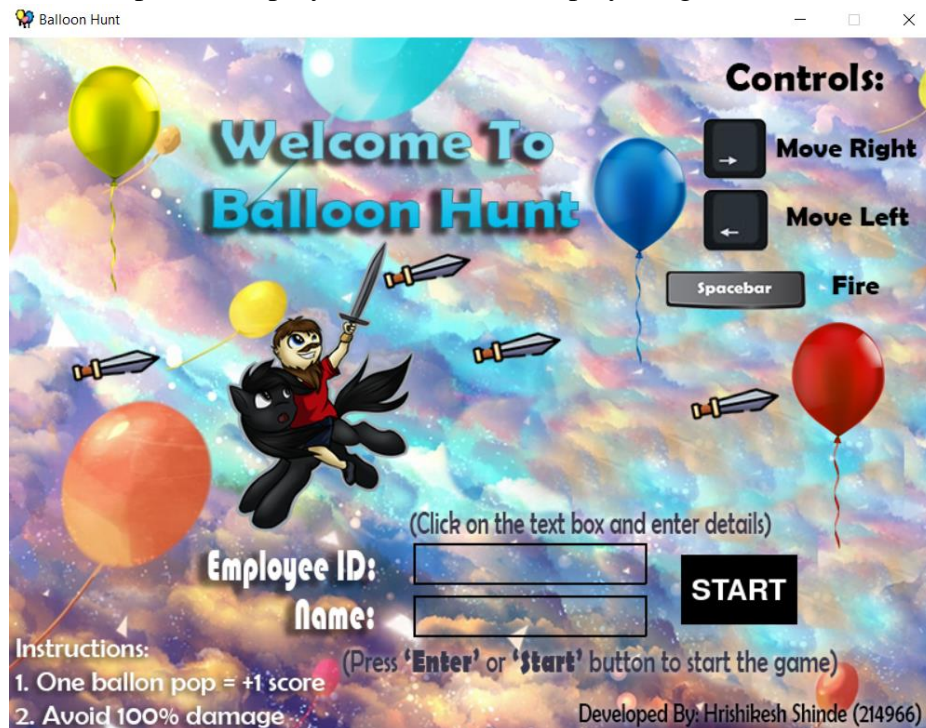 Balloon Hunt
Welcome To
Balloon Hunt
Controls:
→ Move Right
← Move Left
Spacebar Fire
(Click on the text box and enter details)
Employee ID:
Name:
START
(Press ‘Enter’ or ‘Start’ button to start the game)
Instructions:
1. One ballon pop = +1 score
2. Avoid 100% damage
Developed By: Hrishikesh Shinde (214966)